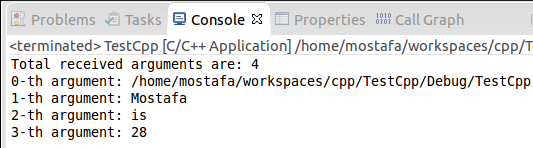 Problems Tasks Console Properties Call Graph
<terminated> TestCpp [C/C++ Application] /home/mostafa/workspaces/cpp/T
Total received arguments are: 4
0-th argument: /home/mostafa/workspaces/cpp/TestCpp/Debug/TestCpp
1-th argument: Mostafa
2-th argument: is
3-th argument: 28